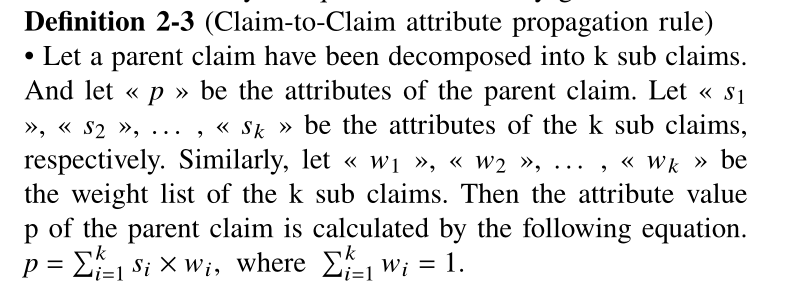 Definition 2-3 (Claim-to-Claim attribute propagation rule)
• Let a parent claim have been decomposed into k sub claims.
And let « p » be the attributes of the parent claim. Let « s₁
», « s₂ », … , « sₖ » be the attributes of the k sub claims,
respectively. Similarly, let « w₁ », « w₂ », … , « wₖ » be
the weight list of the k sub claims. Then the attribute value
p of the parent claim is calculated by the following equation.
p = ∑ᵢ₌₁ᵏ sᵢ × wᵢ, where ∑ᵢ₌₁ᵏ wᵢ = 1.